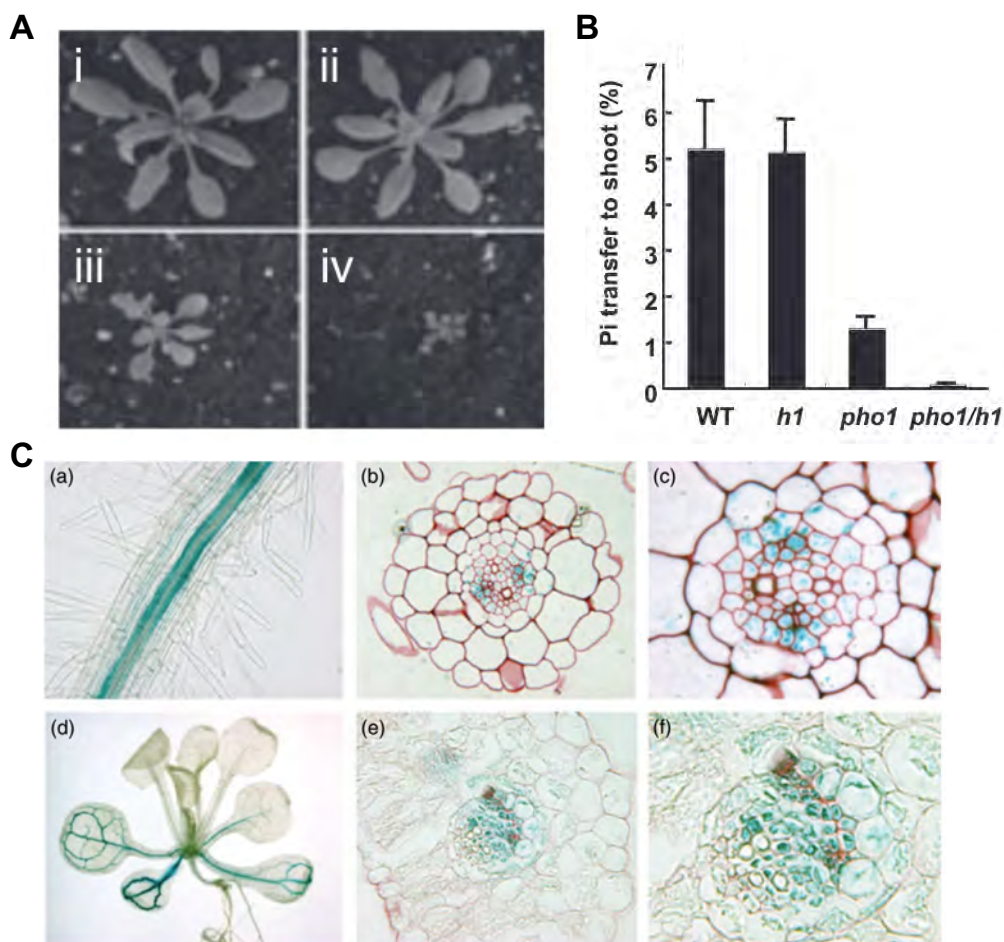 A
i
ii
iii
iv
B
Pi transfer to shoot (%)
7
6
5
4
3
2
1
0
WT h1 pho1 pho1/h1
C
(a)
(b)
(c)
(d)
(e)
(f)